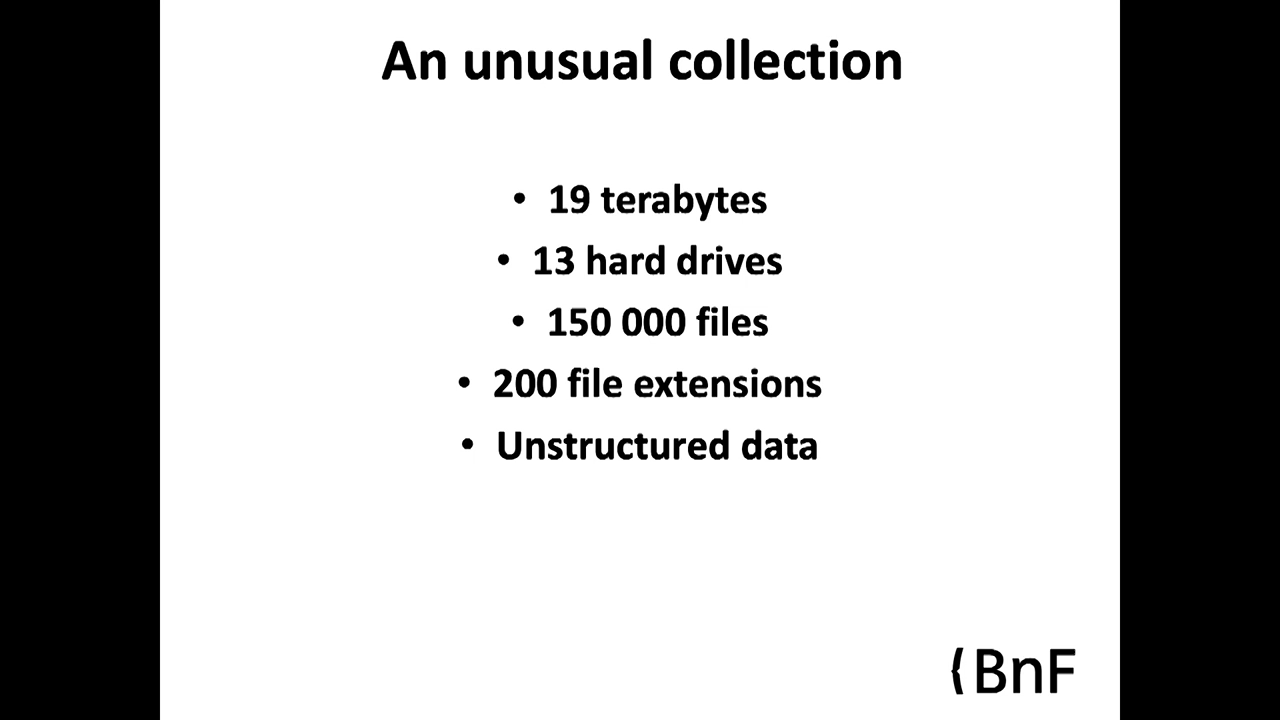 An unusual collection
• 19 terabytes
• 13 hard drives
• 150 000 files
• 200 file extensions
• Unstructured data
{BnF